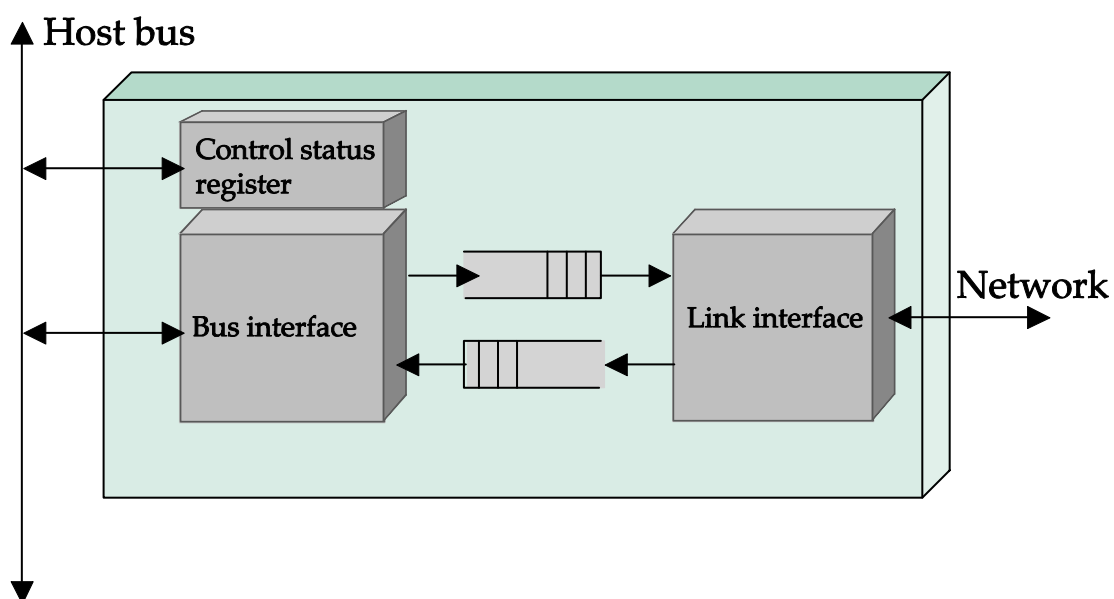 Host bus
Control status
register
Bus interface
Link interface
Network